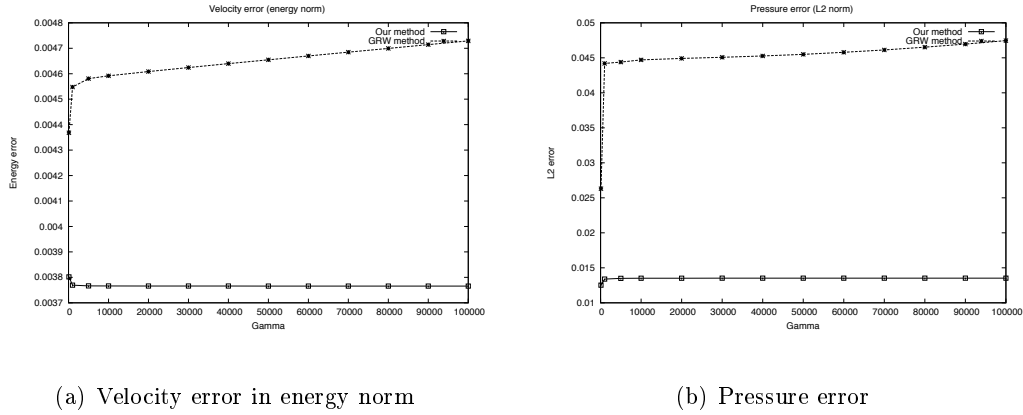 Velocity error (energy norm)
Our method
GRW method
0.0048
0.0047
0.0046
0.0045
0.0044
0.0043
0.0042
0.0041
0.004
0.0039
0.0038
0.0037
Energy error
0 10000 20000 30000 40000 50000 60000 70000 80000 90000 100000
Gamma
(a) Velocity error in energy norm
Pressure error (L2 norm)
Our method
GRW method
0.05
0.045
0.04
0.035
0.03
0.025
0.02
0.015
0.01
L2 error
0 10000 20000 30000 40000 50000 60000 70000 80000 90000 100000
Gamma
(b) Pressure error